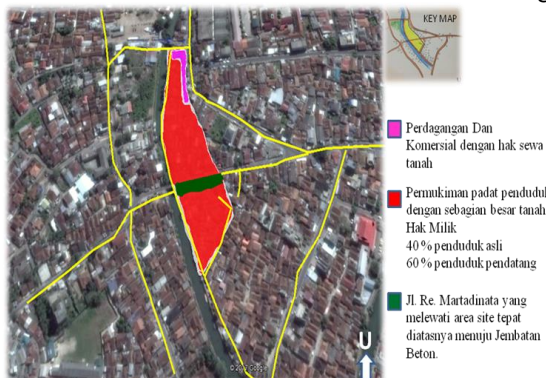 KEY MAP
Perdagangan Dan
Komersial dengan hak sewa
tanah
Permukiman padat penduduk
dengan sebagian besar tanah
Hak Milik
40 % penduduk asli
60 % penduduk pendatang
Jl. Re. Martadinata yang
melewati area site tepat
diatasnya menuju Jembatan
Beton.
U